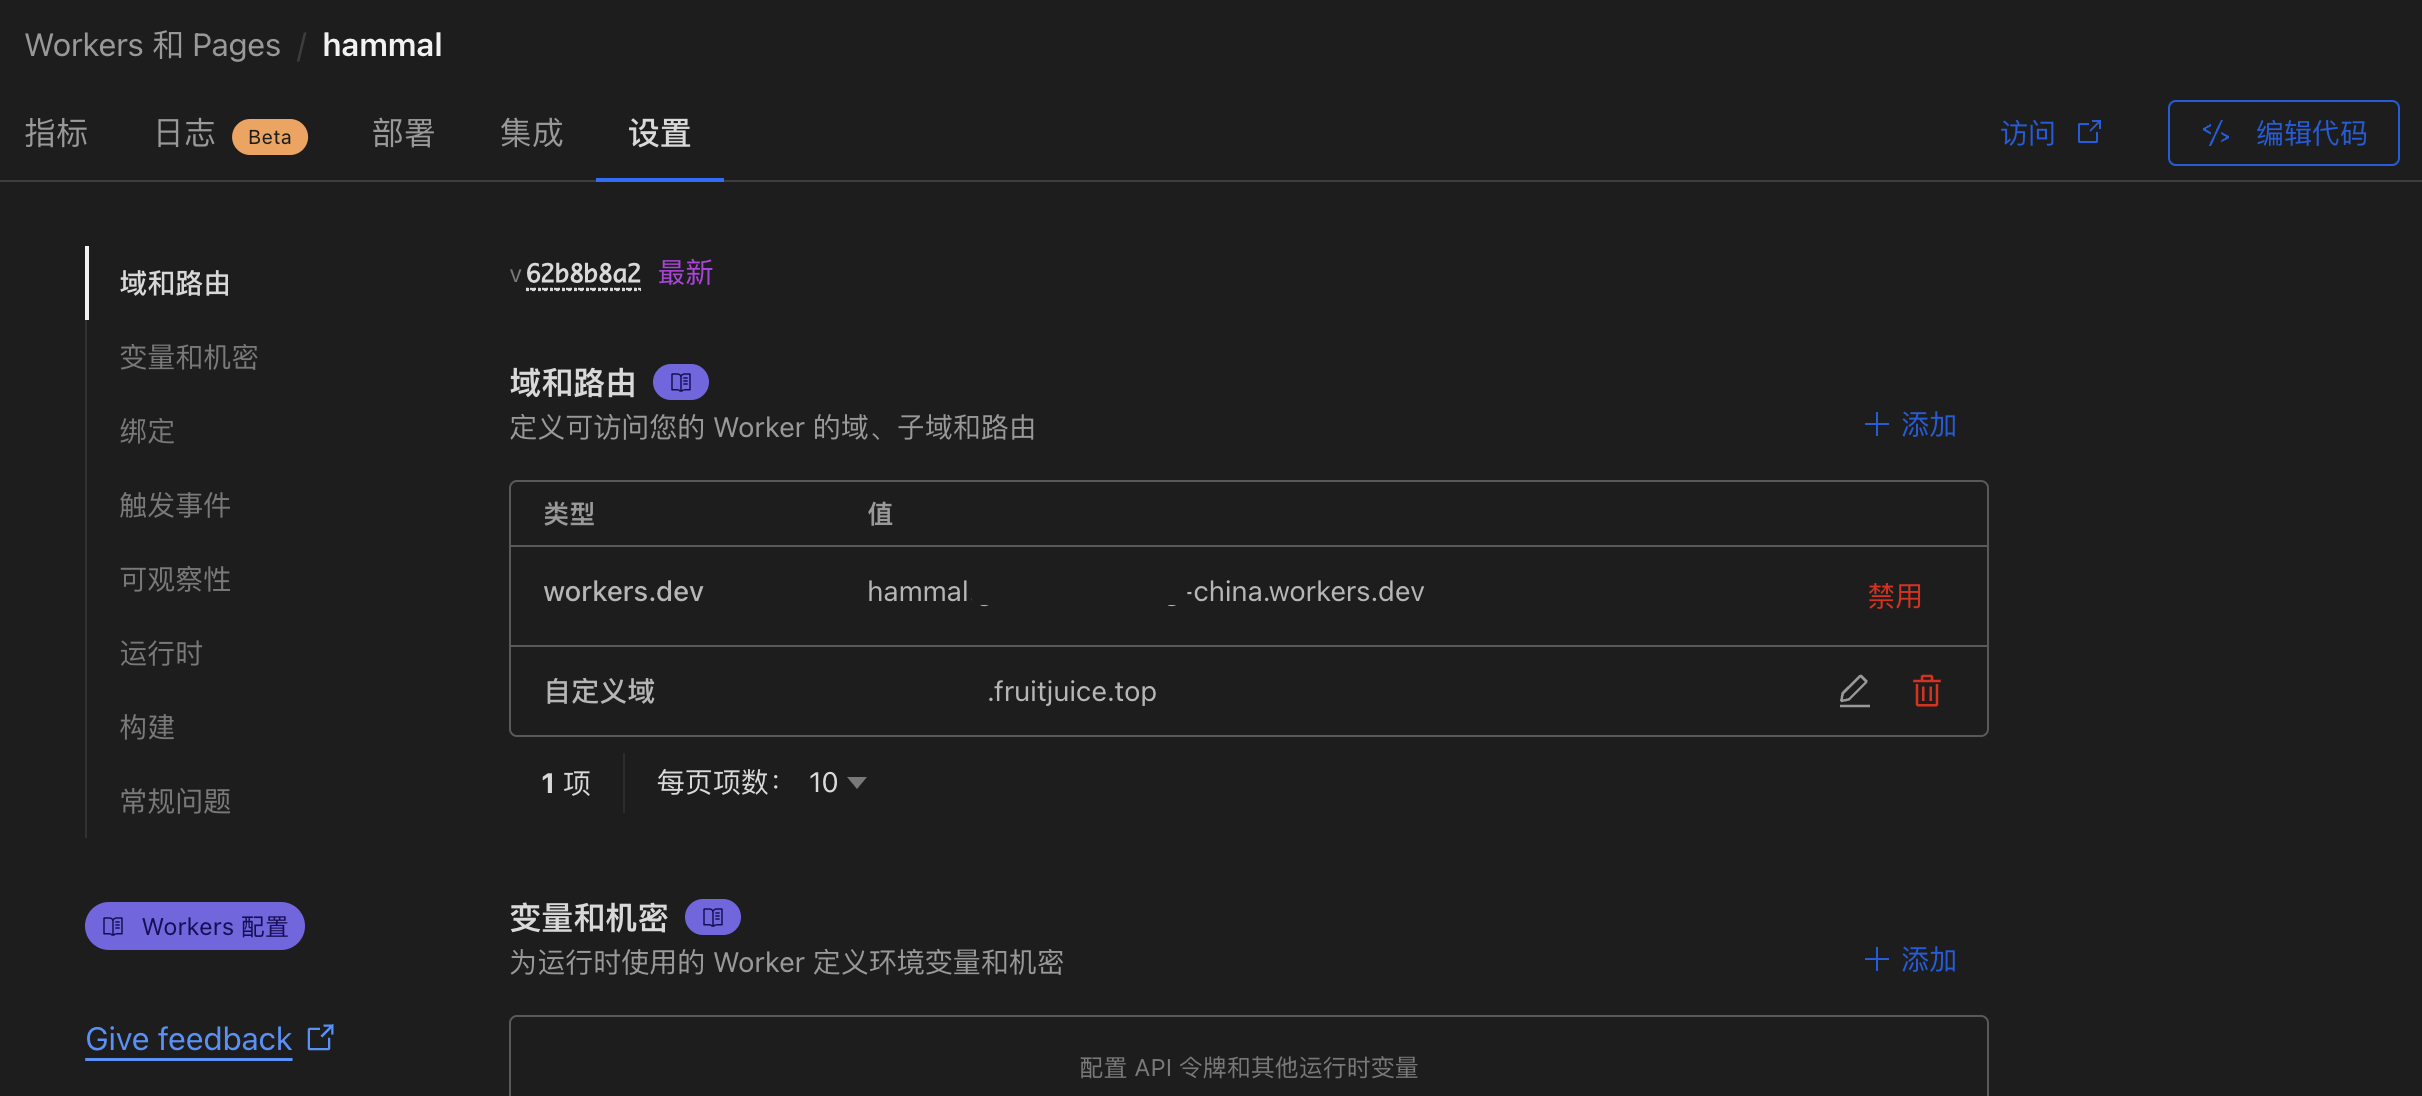 Workers 和 Pages / hammal
指标 日志 Beta 部署 集成 设置 访问 编辑代码
域和路由
变量和机密
绑定
触发事件
可观察性
运行时
构建
常规问题
Workers 配置
Give feedback
v 62b8b8a2 最新
域和路由
定义可访问您的 Worker 的域、子域和路由
添加
类型 值
workers.dev hammal -china.workers.dev 禁用
自定义域 .fruitjuice.top
1 项 每页项数: 10
变量和机密
为运行时使用的 Worker 定义环境变量和机密
添加
配置 API 令牌和其他运行时变量